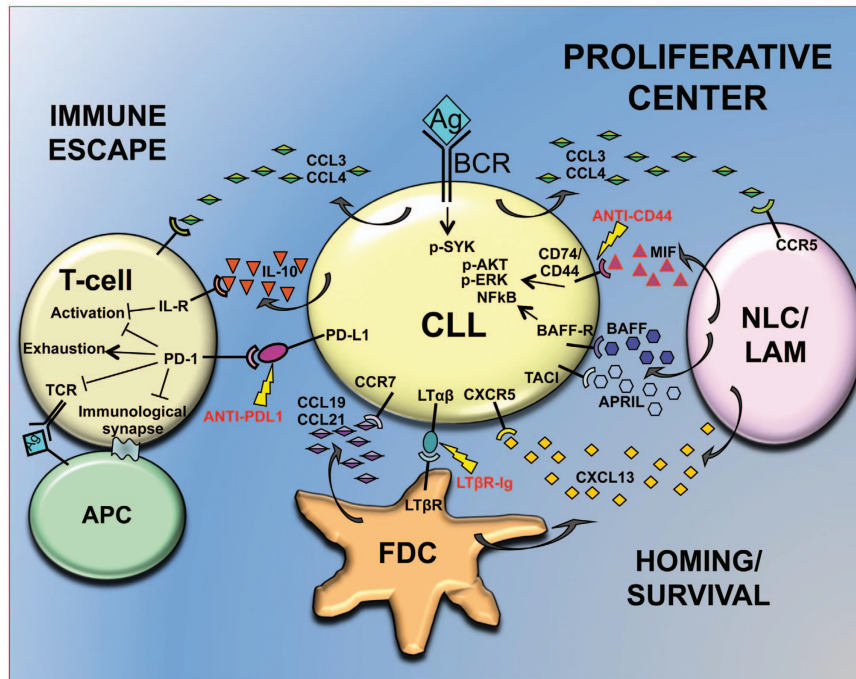 PROLIFERATIVE
CENTER
IMMUNE
ESCAPE
Ag
BCR
CCL3
CCL4
CCL3
CCL4
ANTI-CD44
p-SYK
CD74/
CD44
MIF
CCR5
p-AKT
p-ERK
NFkB
T-cell
IL-10
Activation
IL-R
CLL
NLC/
LAM
BAFF-R
BAFF
PD-L1
Exhaustion
PD-1
TACI
APRIL
TCR
CCR7
LTαβ
CXCR5
CCL19
CCL21
Immunological
synapse
ANTI-PDL1
Ag
CXCL13
LTβR-Ig
LTβR
APC
FDC
HOMING/
SURVIVAL